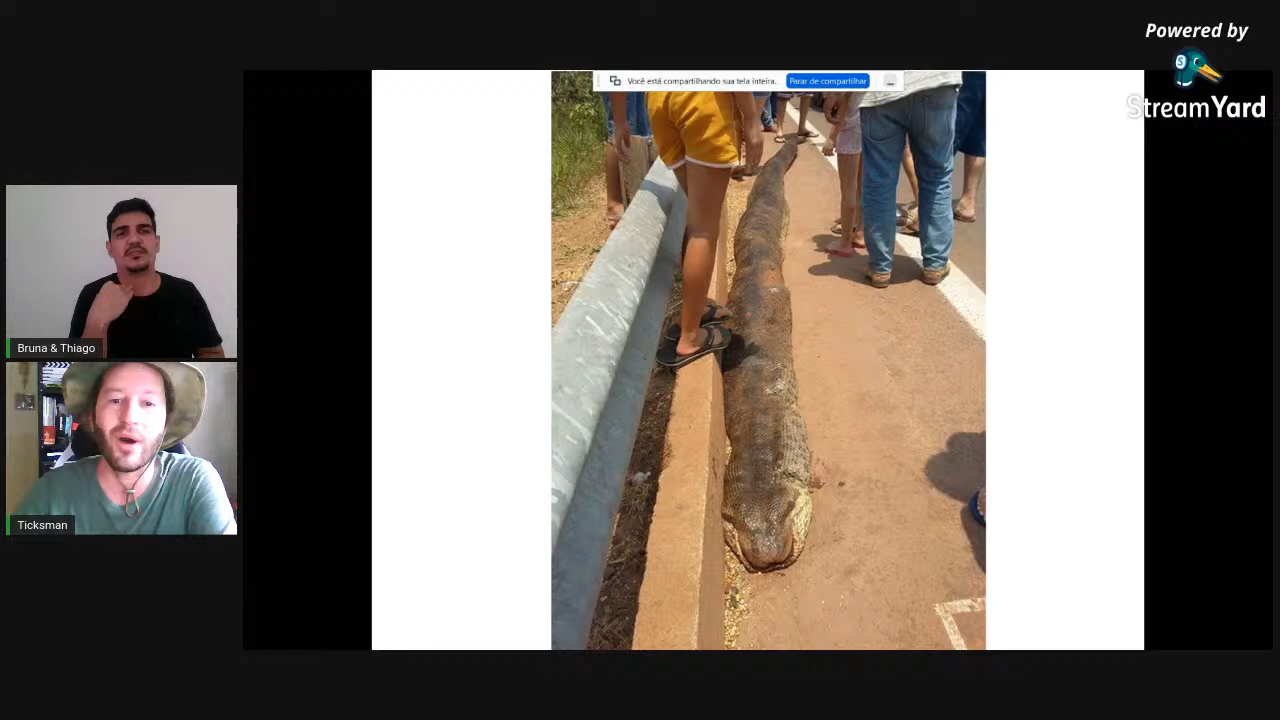 Powered by
StreamYard
Você está compartilhando sua tela inteira.
Parar de compartilhar
Bruna & Thiago
Ticksman